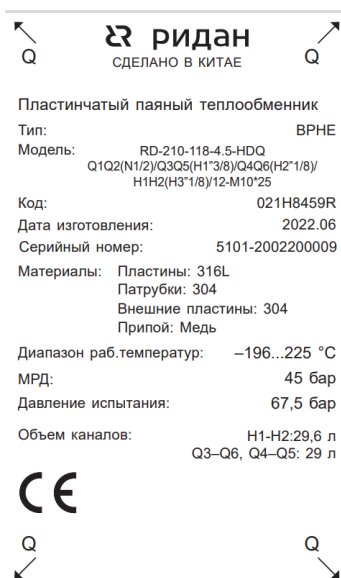 Q
ридан
Q
СДЕЛАНО В КИТАЕ
Пластинчатый паяный теплообменник
Тип: BPHE
Модель: RD-210-118-4.5-HDQ
Q1Q2(N1/2)/Q3Q5(H1"3/8)/Q4Q6(H2"1/8)/
H1H2(H3"1/8)/12-M10*25
Код: 021H8459R
Дата изготовления: 2022.06
Серийный номер: 5101-2002200009
Материалы: Пластины: 316L
Патрубки: 304
Внешние пластины: 304
Припой: Медь
Диапазон раб.температур: –196...225 °C
МРД: 45 бар
Давление испытания: 67,5 бар
Объем каналов: H1-H2:29,6 л
Q3–Q6, Q4–Q5: 29 л
CE
Q
Q